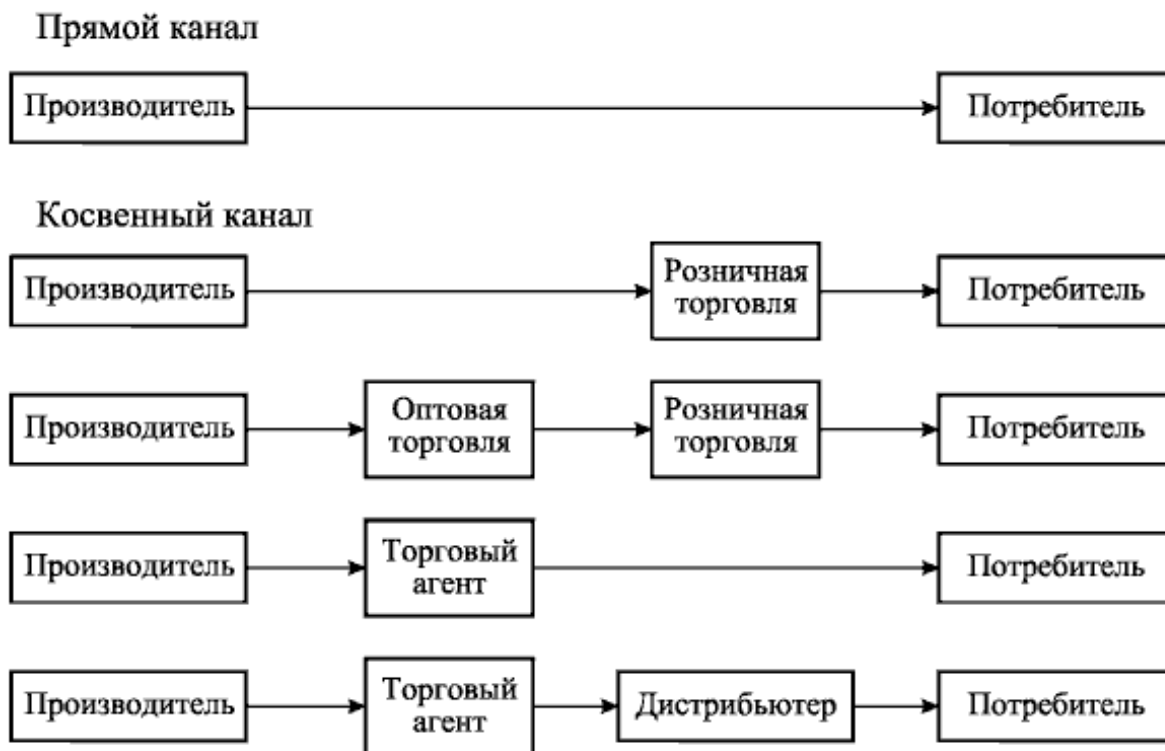 Прямой канал
Производитель
Потребитель
Косвенный канал
Производитель
Розничная
торговля
Потребитель
Производитель
Оптовая
торговля
Розничная
торговля
Потребитель
Производитель
Торговый
агент
Потребитель
Производитель
Торговый
агент
Дистрибьютер
Потребитель